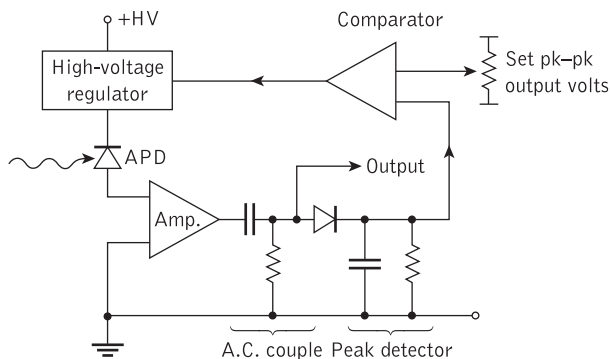 +HV
Comparator
High-voltage
regulator
Set pk–pk
output volts
APD
Output
Amp.
A.C. couple
Peak detector